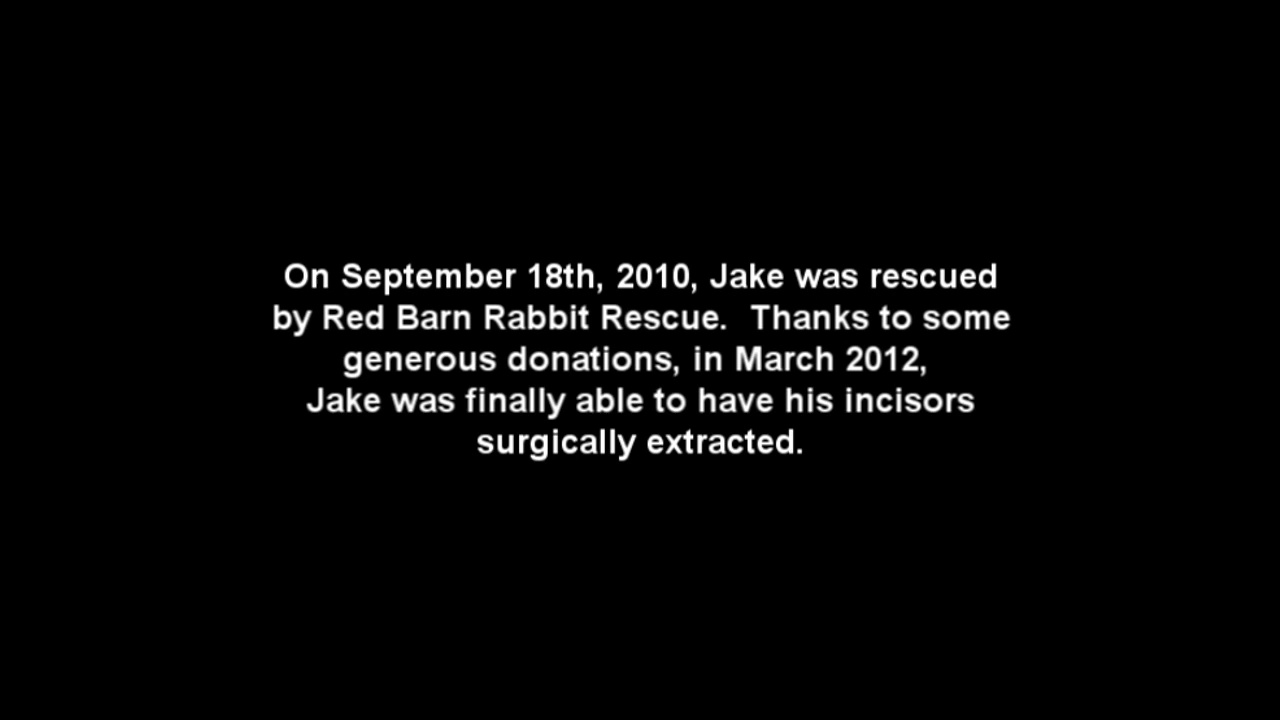 On September 18th, 2010, Jake was rescued
by Red Barn Rabbit Rescue.  Thanks to some
generous donations, in March 2012,
Jake was finally able to have his incisors
surgically extracted.